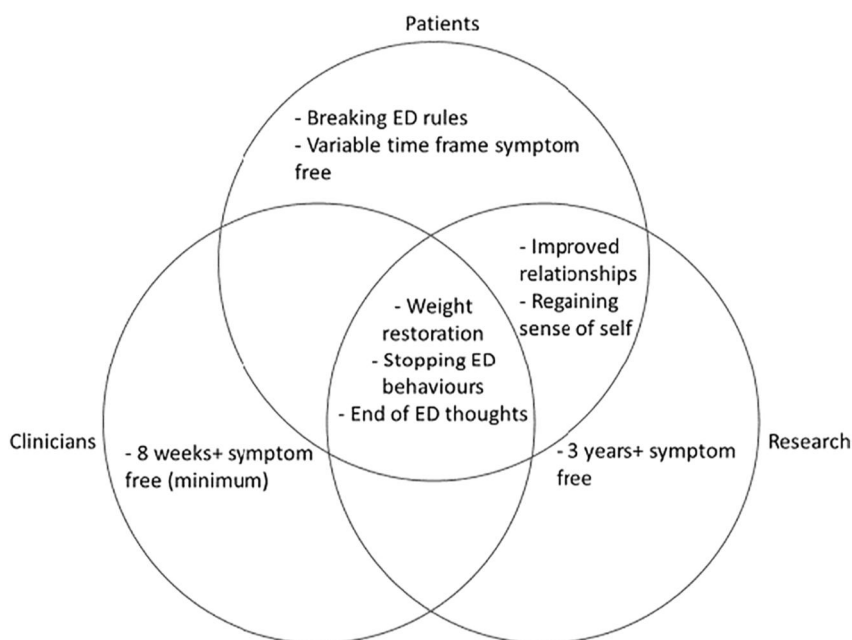 Patients
- Breaking ED rules
- Variable time frame symptom
free
- Improved
relationships
- Regaining
sense of self
- Weight
restoration
- Stopping ED
behaviours
- End of ED thoughts
Clinicians
- 8 weeks+ symptom
free (minimum)
- 3 years+ symptom
free
Research